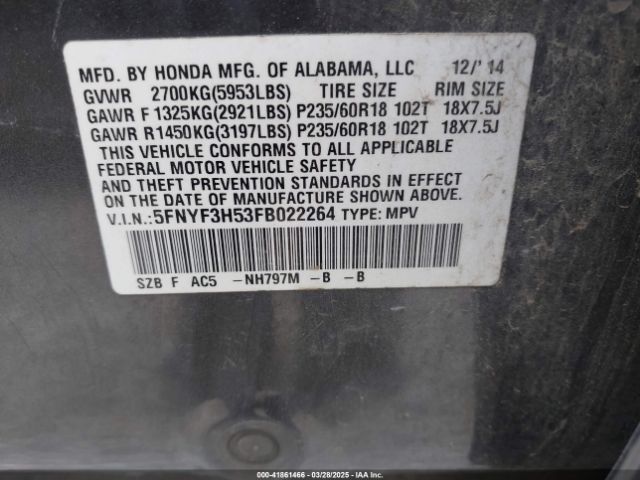 MFD. BY HONDA MFG. OF ALABAMA, LLC 12/'14
GVWR 2700KG(5953LBS) TIRE SIZE RIM SIZE
GAWR F 1325KG(2921LBS) P235/60R18 102T 18X7.5J
GAWR R1450KG(3197LBS) P235/60R18 102T 18X7.5J
THIS VEHICLE CONFORMS TO ALL APPLICABLE
FEDERAL MOTOR VEHICLE SAFETY
AND THEFT PREVENTION STANDARDS IN EFFECT
ON THE DATE OF MANUFACTURE SHOWN ABOVE.
V.I.N.:5FNYF3H53FB022264 TYPE: MPV
SZB F AC5 -NH797M -B -B
000-41861466 | 03/28/2025 | IAA Inc.